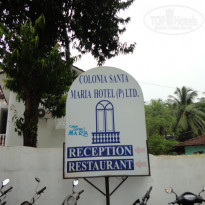 COLONIA SANTA
MARIA HOTEL (P) LTD.
RECEPTION
RESTAURANT